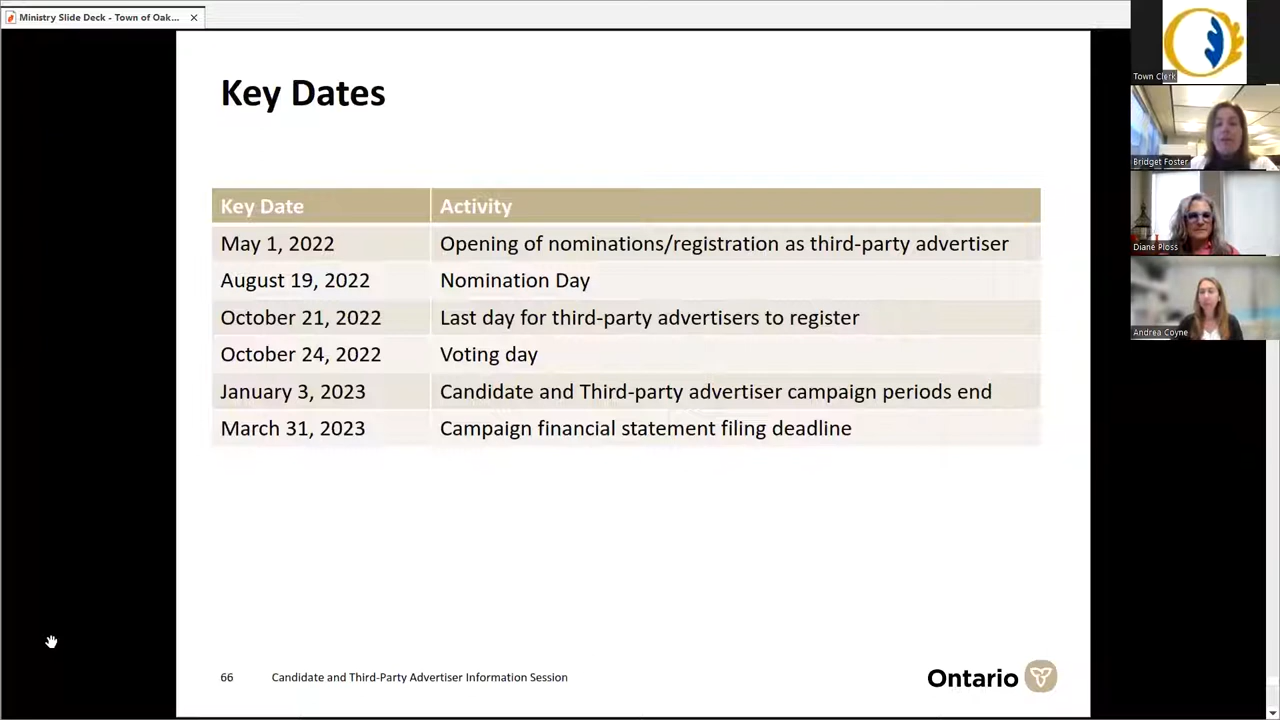 Ministry Slide Deck - Town of Oak...
Key Dates
Key Date Activity
May 1, 2022 Opening of nominations/registration as third-party advertiser
August 19, 2022 Nomination Day
October 21, 2022 Last day for third-party advertisers to register
October 24, 2022 Voting day
January 3, 2023 Candidate and Third-party advertiser campaign periods end
March 31, 2023 Campaign financial statement filing deadline
66 Candidate and Third-Party Advertiser Information Session
Ontario
Town Clerk
Bridget Foster
Diane Ploss
Andrea Coyne